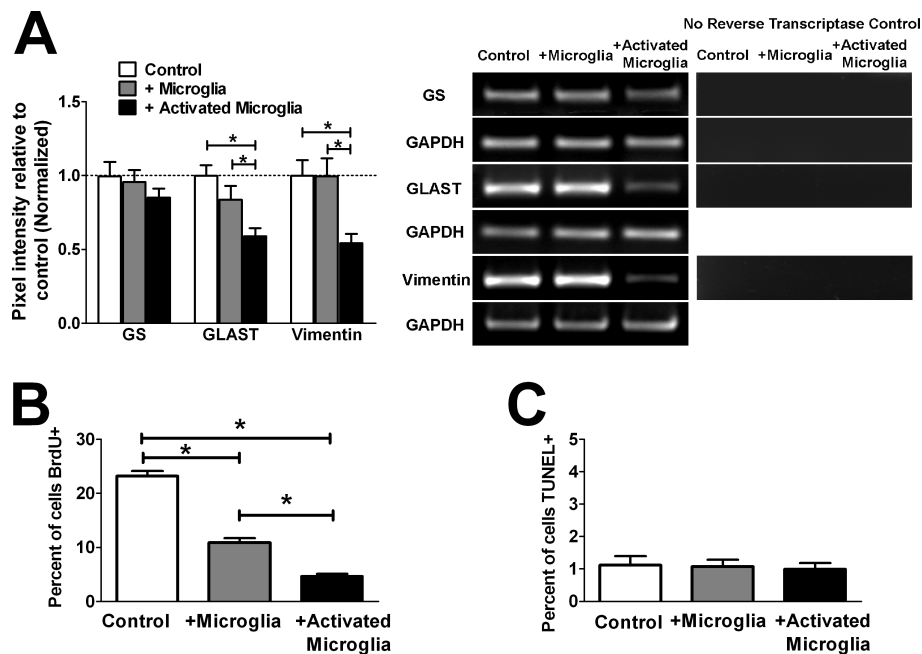 A
Control
+ Microglia
+ Activated Microglia
Pixel intensity relative to
control (Normalized)
1.5
1.0
0.5
0.0
* *
* *
GS GLAST Vimentin
No Reverse Transcriptase Control
Control +Microglia +Activated Microglia
Control +Microglia +Activated Microglia
GS
GAPDH
GLAST
GAPDH
Vimentin
GAPDH
B
Percent of cells BrdU+
30
20
10
0
*
*
*
Control +Microglia +Activated Microglia
C
Percent of cells TUNEL+
5
4
3
2
1
0
Control +Microglia +Activated Microglia